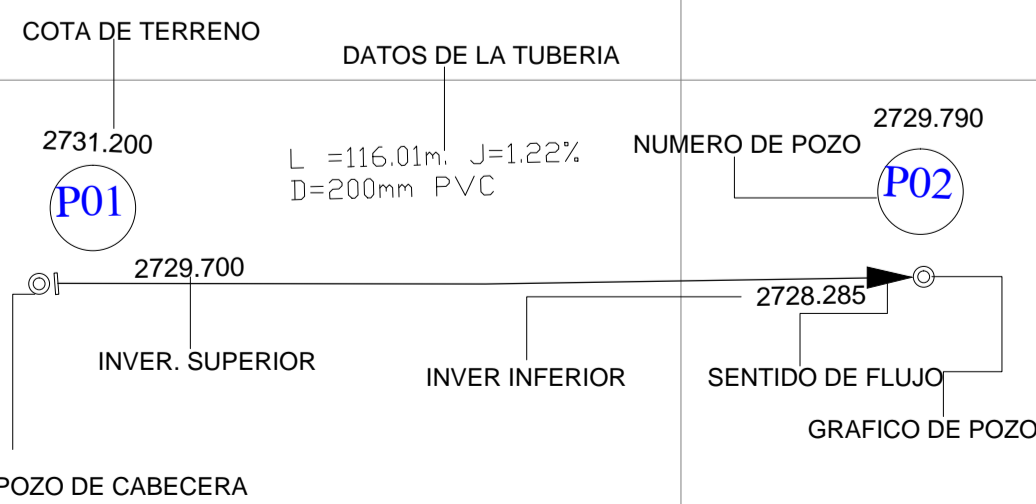 COTA DE TERRENO
DATOS DE LA TUBERIA
2731.200
2729.790
L =116.01m. J=1.22%
NUMERO DE POZO
D=200mm PVC
P01
P02
2729.700
2728.285
INVER. SUPERIOR
INVER INFERIOR
SENTIDO DE FLUJO
GRAFICO DE POZO
POZO DE CABECERA